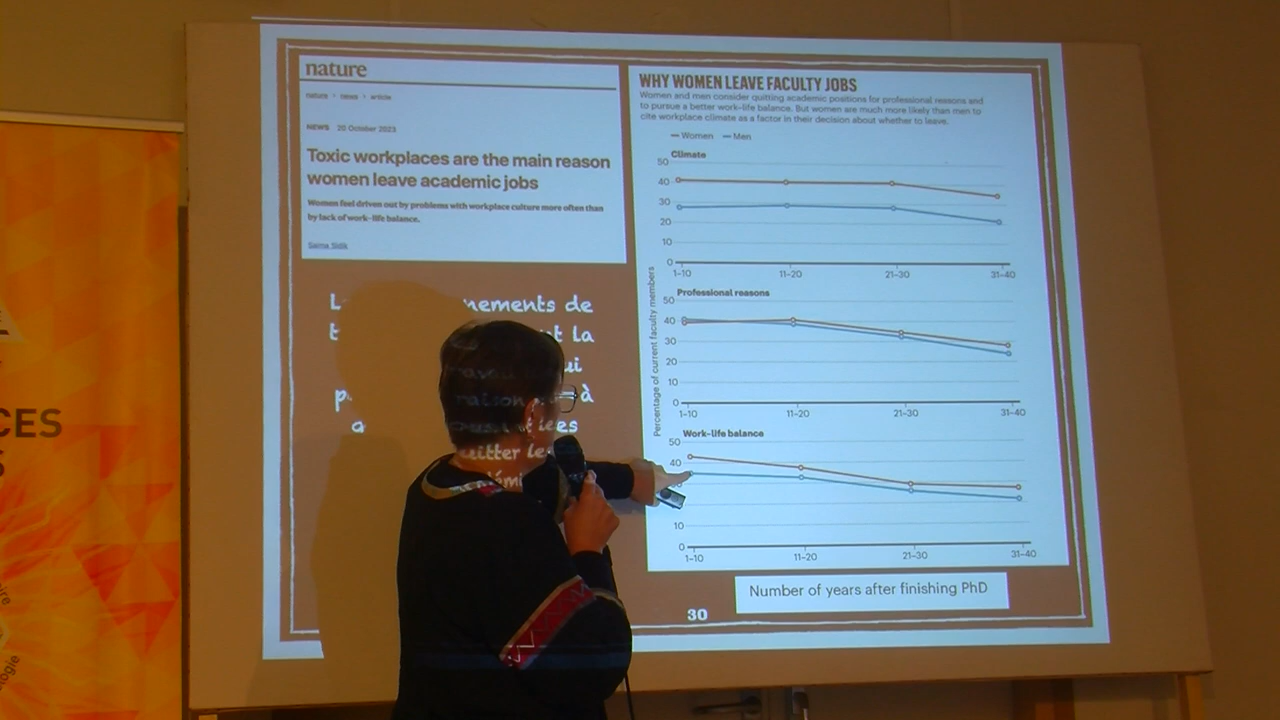 nature
nature > news > article
NEWS 20 October 2023
Toxic workplaces are the main reason
women leave academic jobs
Women feel driven out by problems with workplace culture more often than
by lack of work-life balance.
Saima Sidik
de
la
raison à
quitter
WHY WOMEN LEAVE FACULTY JOBS
Women and men consider quitting academic positions for professional reasons and
to pursue a better work-life balance. But women are much more likely than men to
cite workplace climate as a factor in their decision about whether to leave.
Women Men
Percentage of current faculty members
Climate
50
40
30
20
10
0
1–10 11–20 21–30 31–40
Professional reasons
50
40
30
20
10
0
1–10 11–20 21–30 31–40
Work-life balance
50
40
10
0
1–10 11–20 21–30 31–40
Number of years after finishing PhD
30